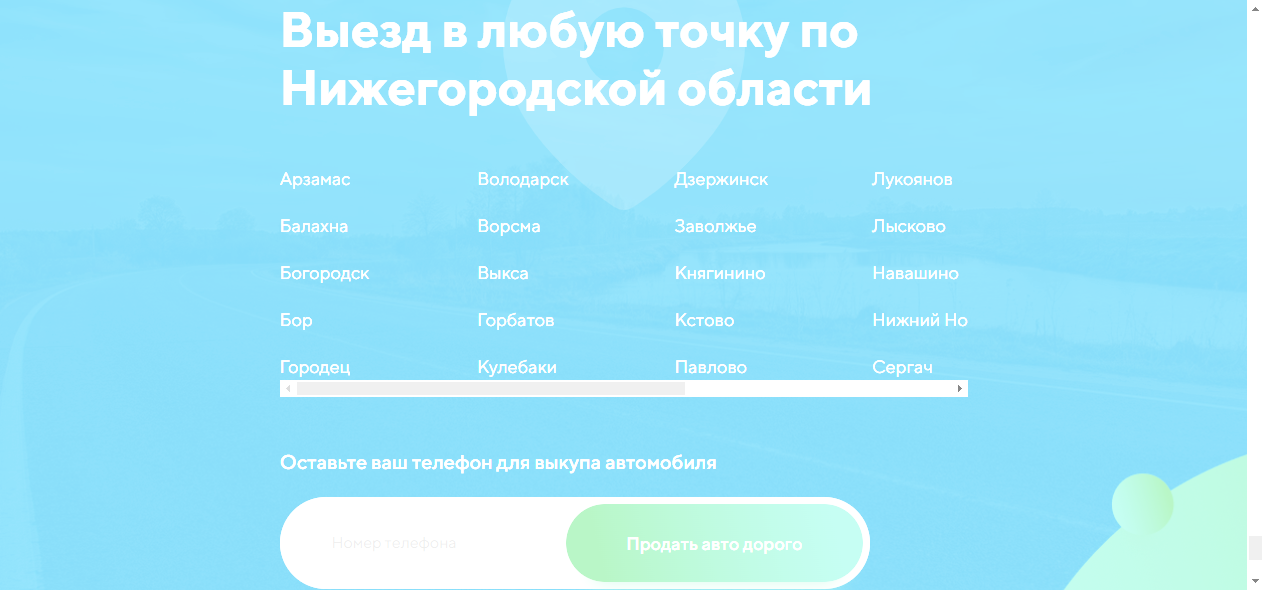 Выезд в любую точку по
Нижегородской области
Арзамас Володарск Дзержинск Лукоянов
Балахна Ворсма Заволжье Лысково
Богородск Выкса Княгинино Навашино
Бор Горбатов Кстово Нижний Но
Городец Кулебаки Павлово Сергач
Оставьте ваш телефон для выкупа автомобиля
Номер телефона Продать авто дорого